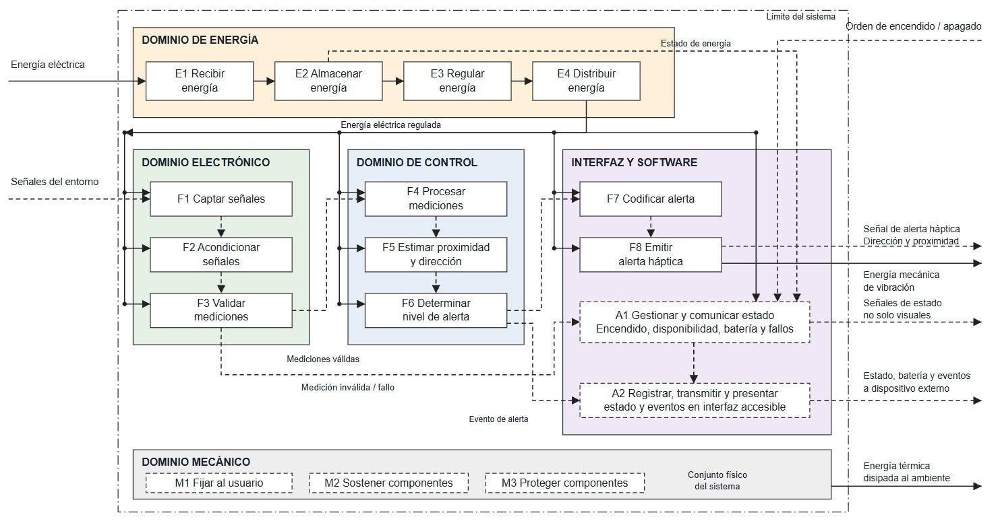 Límite del sistema
Orden de encendido / apagado
DOMINIO DE ENERGÍA
Estado de energía
Energía eléctrica
E1 Recibir
energía
E2 Almacenar
energía
E3 Regular
energía
E4 Distribuir
energía
Energía eléctrica regulada
DOMINIO ELECTRÓNICO
DOMINIO DE CONTROL
INTERFAZ Y SOFTWARE
Señales del entorno
F1 Captar señales
F4 Procesar
mediciones
F7 Codificar alerta
F2 Acondicionar
señales
F5 Estimar proximidad
y dirección
F8 Emitir
alerta háptica
Señal de alerta háptica
Dirección y proximidad
Energía mecánica
de vibración
F3 Validar
mediciones
F6 Determinar
nivel de alerta
A1 Gestionar y comunicar estado
Encendido, disponibilidad, batería y fallos
Señales de estado
no solo visuales
Mediciones válidas
Medición inválida / fallo
A2 Registrar, transmitir y presentar
estado y eventos en interfaz accesible
Estado, batería y eventos
a dispositivo externo
Evento de alerta
DOMINIO MECÁNICO
M1 Fijar al usuario
M2 Sostener componentes
M3 Proteger componentes
Conjunto físico
del sistema
Energía térmica
disipada al ambiente